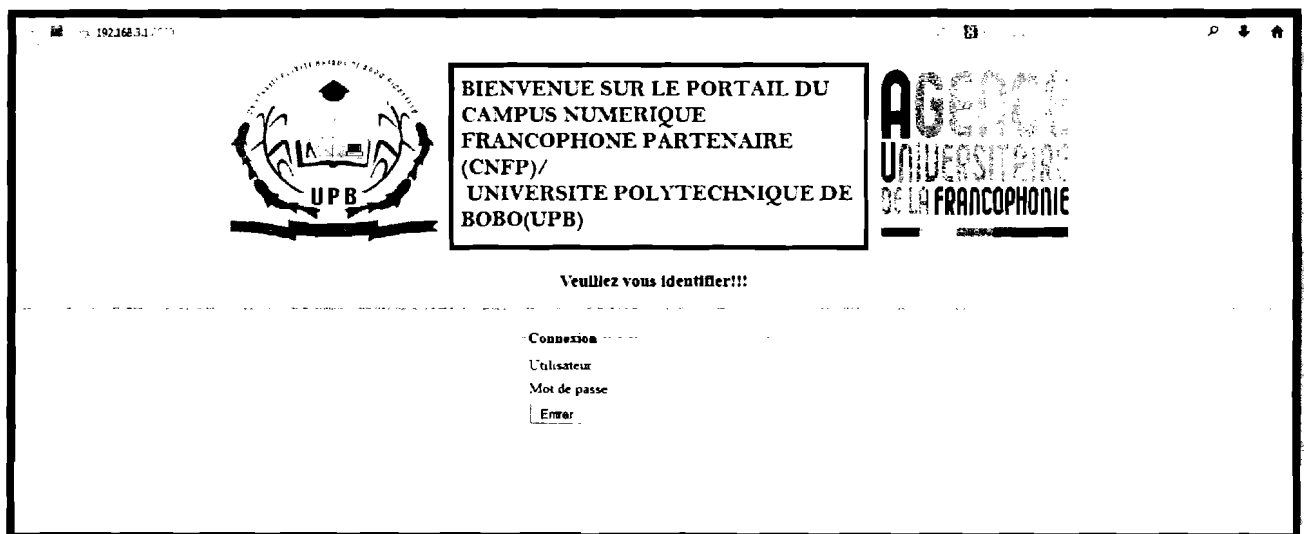 192.168.3.1
UPB
BIENVENUE SUR LE PORTAIL DU
CAMPUS NUMERIQUE
FRANCOPHONE PARTENAIRE
(CNFP)/
UNIVERSITE POLYTECHNIQUE DE
BOBO(UPB)
AGENCE
UNIVERSITAIRE
DE LA FRANCOPHONIE
Veuillez vous identifier!!!
Connexion
Utilisateur
Mot de passe
Entrer